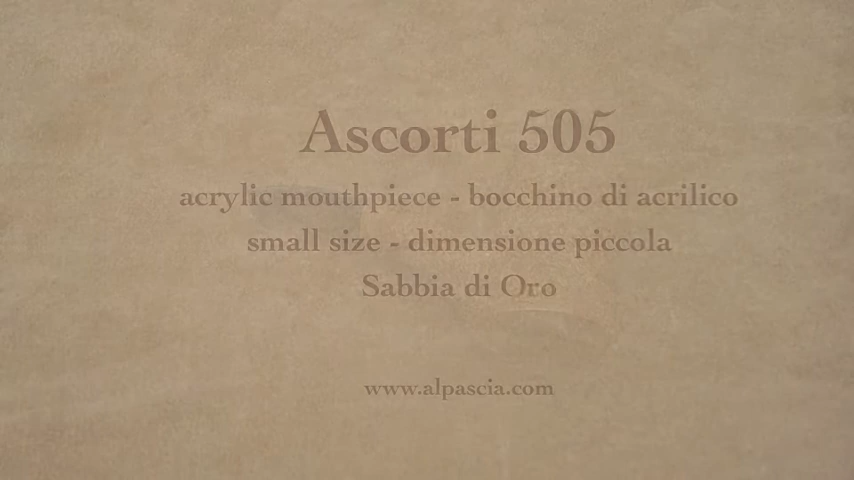 Ascorti 505
acrylic mouthpiece - bocchino di acrilico
small size - dimensione piccola
Sabbia di Oro
www.alpascia.com